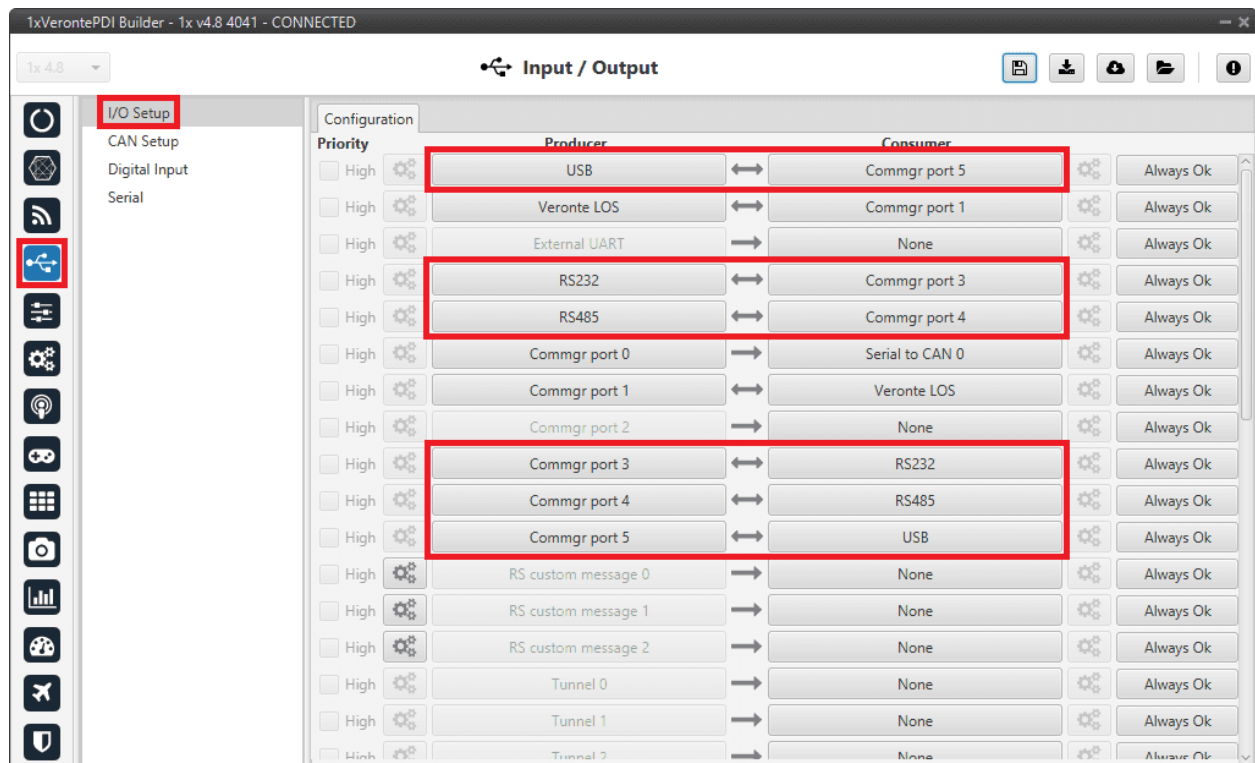 1xVerontePDI Builder - 1x v4.8 4041 - CONNECTED
1x 4.8
Input / Output
I/O Setup
CAN Setup
Digital Input
Serial
Configuration
Priority Producer Consumer
High USB Commgr port 5 Always Ok
High Veronte LOS Commgr port 1 Always Ok
High External UART None Always Ok
High RS232 Commgr port 3 Always Ok
High RS485 Commgr port 4 Always Ok
High Commgr port 0 Serial to CAN 0 Always Ok
High Commgr port 1 Veronte LOS Always Ok
High Commgr port 2 None Always Ok
High Commgr port 3 RS232 Always Ok
High Commgr port 4 RS485 Always Ok
High Commgr port 5 USB Always Ok
High RS custom message 0 None Always Ok
High RS custom message 1 None Always Ok
High RS custom message 2 None Always Ok
High Tunnel 0 None Always Ok
High Tunnel 1 None Always Ok
High Tunnel 2 None Always Ok